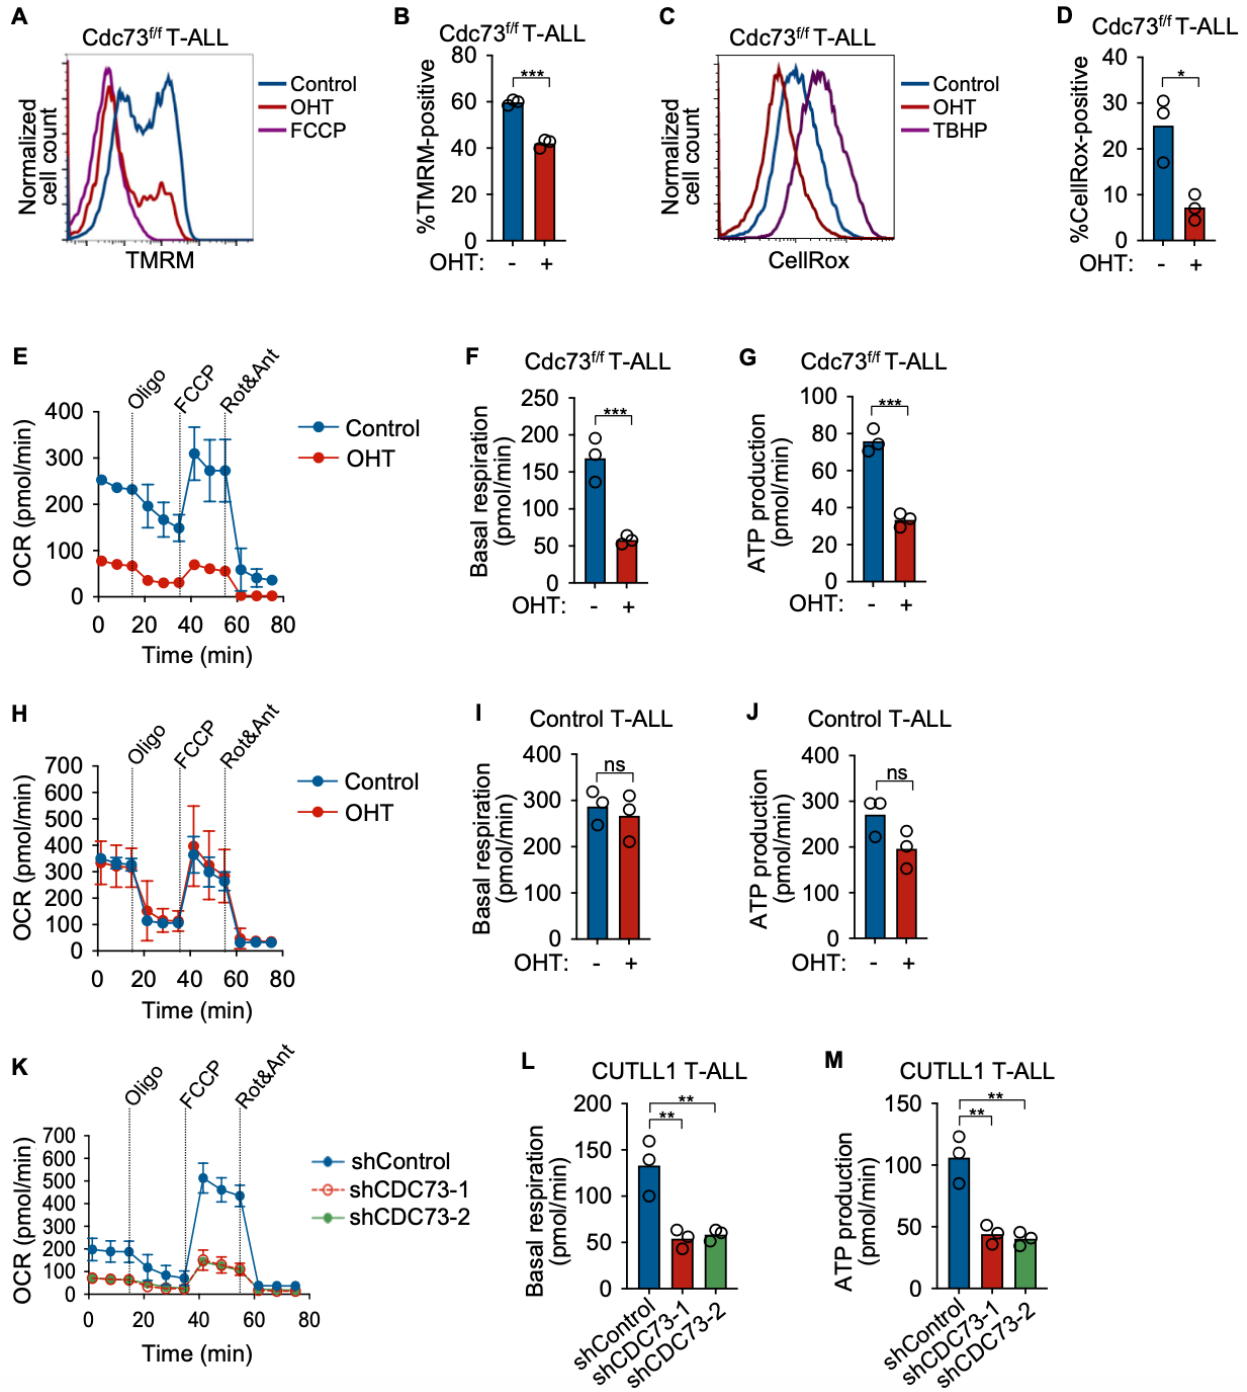 A
Cdc73f/f T-ALL
Normalized
cell count
TMRM
Control
OHT
FCCP
B
Cdc73f/f T-ALL
%TMRM-positive
80
60
40
20
0
***
OHT: - +
C
Cdc73f/f T-ALL
Normalized
cell count
CellRox
Control
OHT
TBHP
D
Cdc73f/f T-ALL
%CellRox-positive
40
30
20
10
0
*
OHT: - +
E
Oligo
FCCP
Rot&Ant
OCR (pmol/min)
400
300
200
100
0
0 20 40 60 80
Time (min)
Control
OHT
F
Cdc73f/f T-ALL
Basal respiration
(pmol/min)
250
200
150
100
50
0
***
OHT: - +
G
Cdc73f/f T-ALL
ATP production
(pmol/min)
100
80
60
40
20
0
***
OHT: - +
H
Oligo
FCCP
Rot&Ant
OCR (pmol/min)
700
600
500
400
300
200
100
0
0 20 40 60 80
Time (min)
Control
OHT
I
Control T-ALL
Basal respiration
(pmol/min)
400
300
200
100
0
ns
OHT: - +
J
Control T-ALL
ATP production
(pmol/min)
400
300
200
100
0
ns
OHT: - +
K
Oligo
FCCP
Rot&Ant
OCR (pmol/min)
700
600
500
400
300
200
100
0
0 20 40 60 80
Time (min)
shControl
shCDC73-1
shCDC73-2
L
CUTLL1 T-ALL
Basal respiration
(pmol/min)
200
150
100
50
0
**
**
shControl
shCDC73-1
shCDC73-2
M
CUTLL1 T-ALL
ATP production
(pmol/min)
150
100
50
0
**
**
shControl
shCDC73-1
shCDC73-2